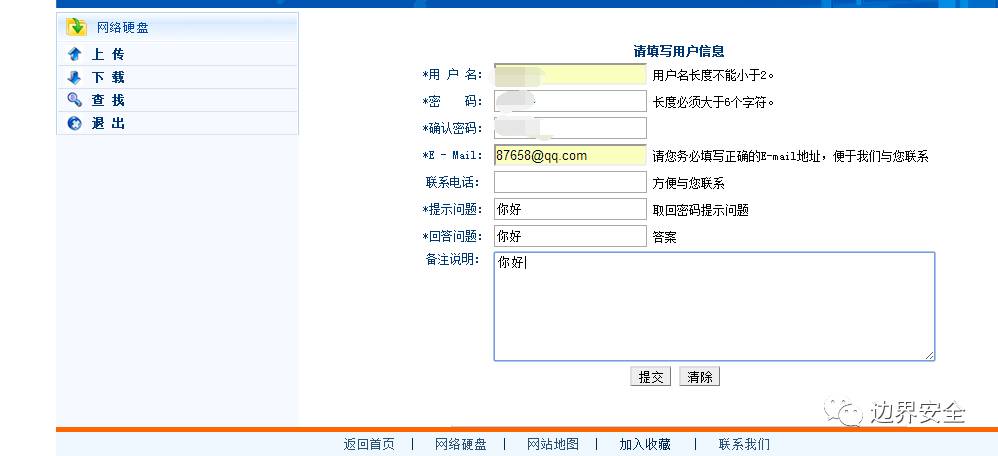 网络硬盘
上 传
下 载
查 找
退 出
请填写用户信息
*用 户 名： 用户名长度不能小于2。
*密 码： 长度必须大于6个字符。
*确认密码：
*E - Mail： 87658@qq.com 请您务必填写正确的E-mail地址，便于我们与您联系
联系电话： 方便与您联系
*提示问题： 你好 取回密码提示问题
*回答问题： 你好 答案
备注说明： 你好
提交 清除
边界安全
返回首页 | 网络硬盘 | 网站地图 | 加入收藏 | 联系我们